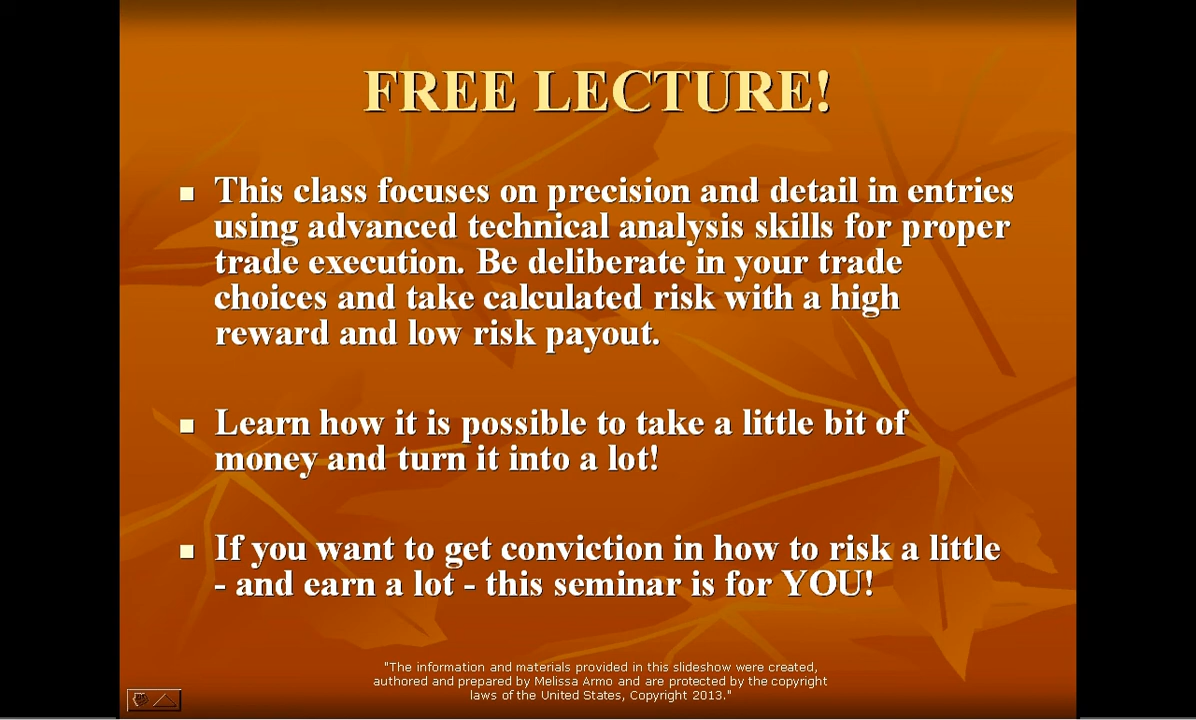 FREE LECTURE!
This class focuses on precision and detail in entries
using advanced technical analysis skills for proper
trade execution. Be deliberate in your trade
choices and take calculated risk with a high
reward and low risk payout.
Learn how it is possible to take a little bit of
money and turn it into a lot!
If you want to get conviction in how to risk a little
- and earn a lot - this seminar is for YOU!
"The information and materials provided in this slideshow were created,
authored and prepared by Melissa Armo and are protected by the copyright
laws of the United States, Copyright 2013."